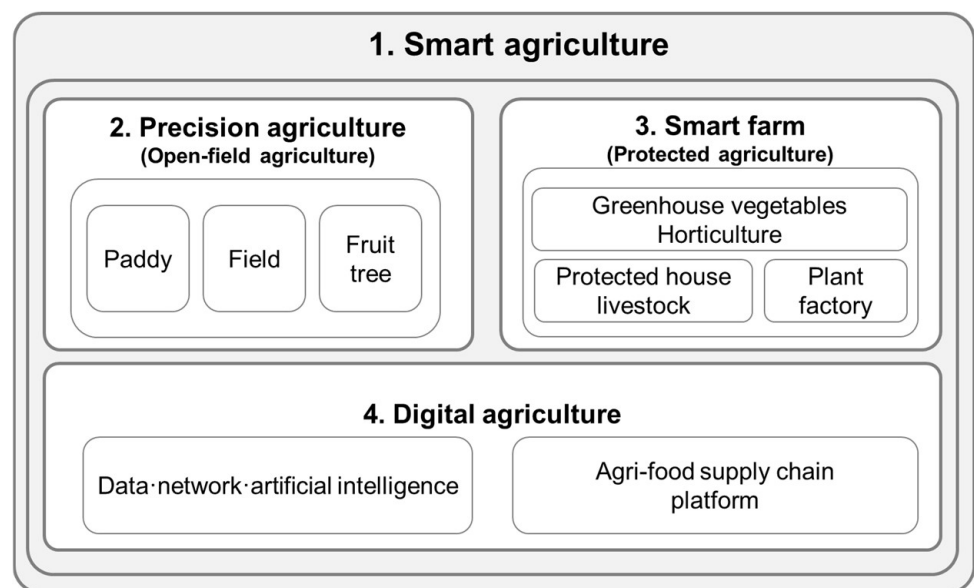 1. Smart agriculture
2. Precision agriculture
(Open-field agriculture)
Paddy
Field
Fruit
tree
3. Smart farm
(Protected agriculture)
Greenhouse vegetables
Horticulture
Protected house
livestock
Plant
factory
4. Digital agriculture
Data·network·artificial intelligence
Agri-food supply chain
platform